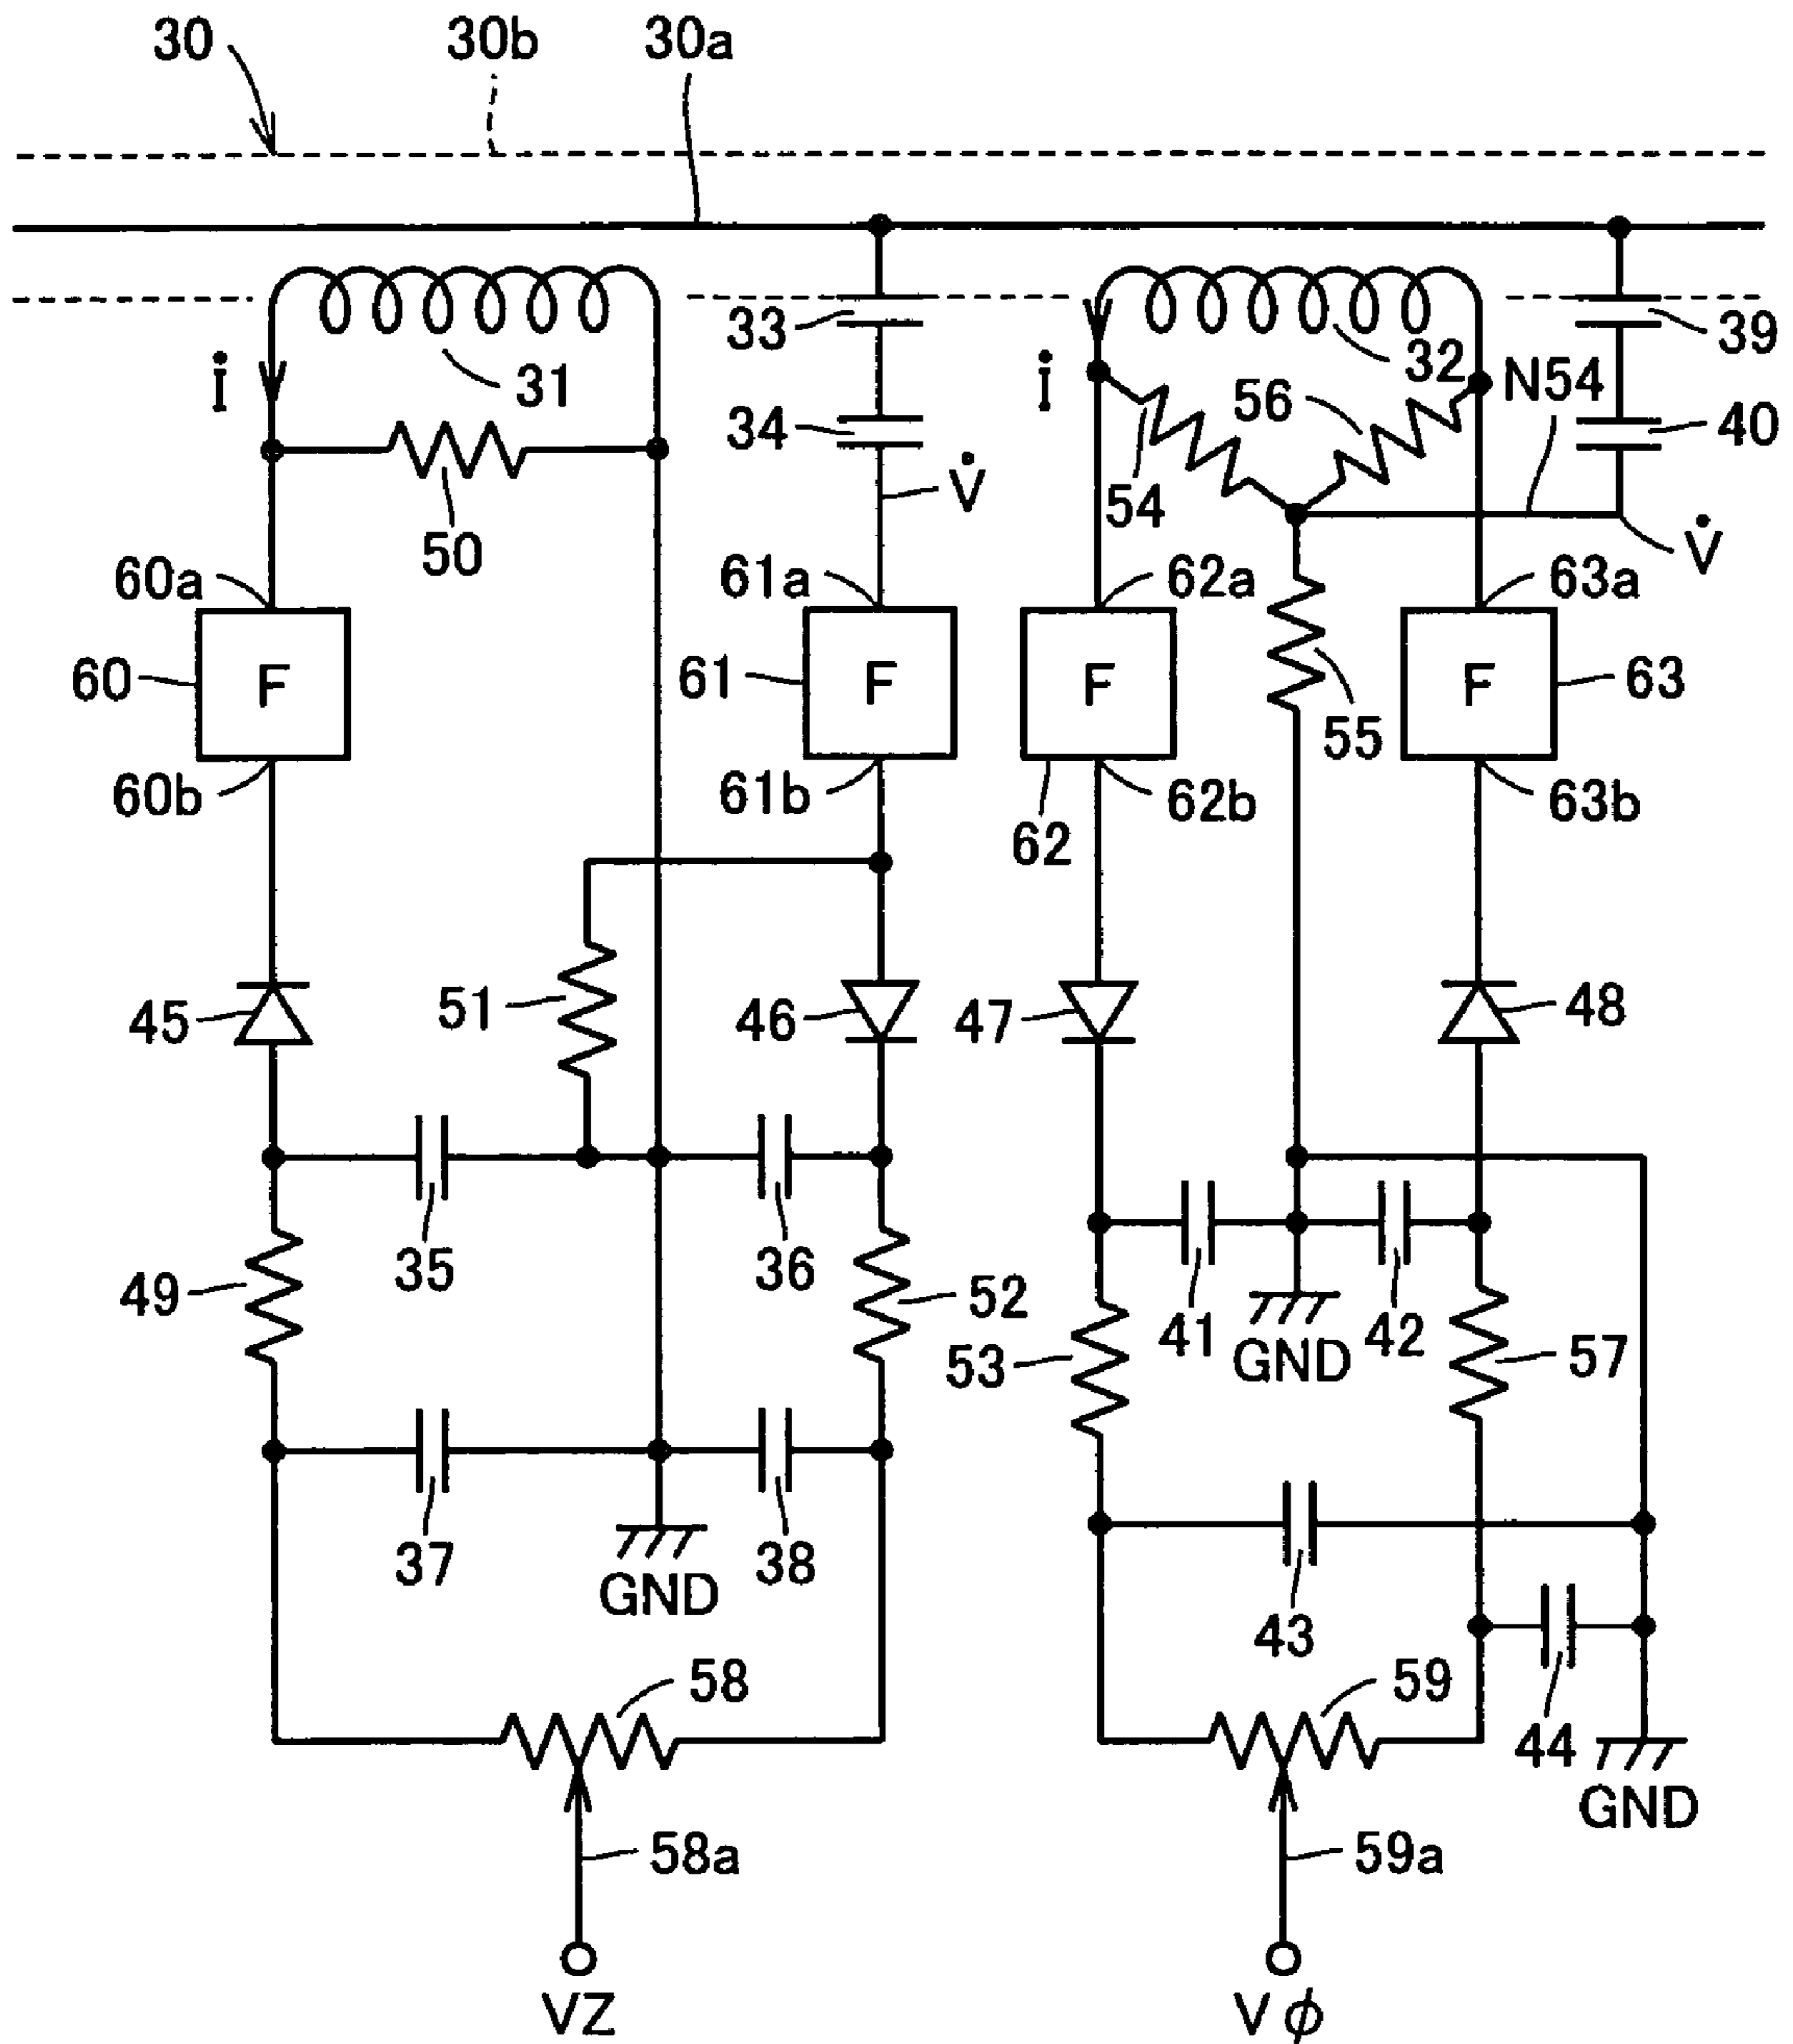 30 30b 30a
33 39
i 31 i 32 N54
34 56 40
V
50 54 V
60a 61a 62a 63a
60 F 61 F F F 63
55
60b 61b 62b 63b
62
45 51 46 47 48
35 36
49 52 41 GND 42
53 57
37 38
GND
43
58 59
44
GND
58a 59a
VZ Vϕ